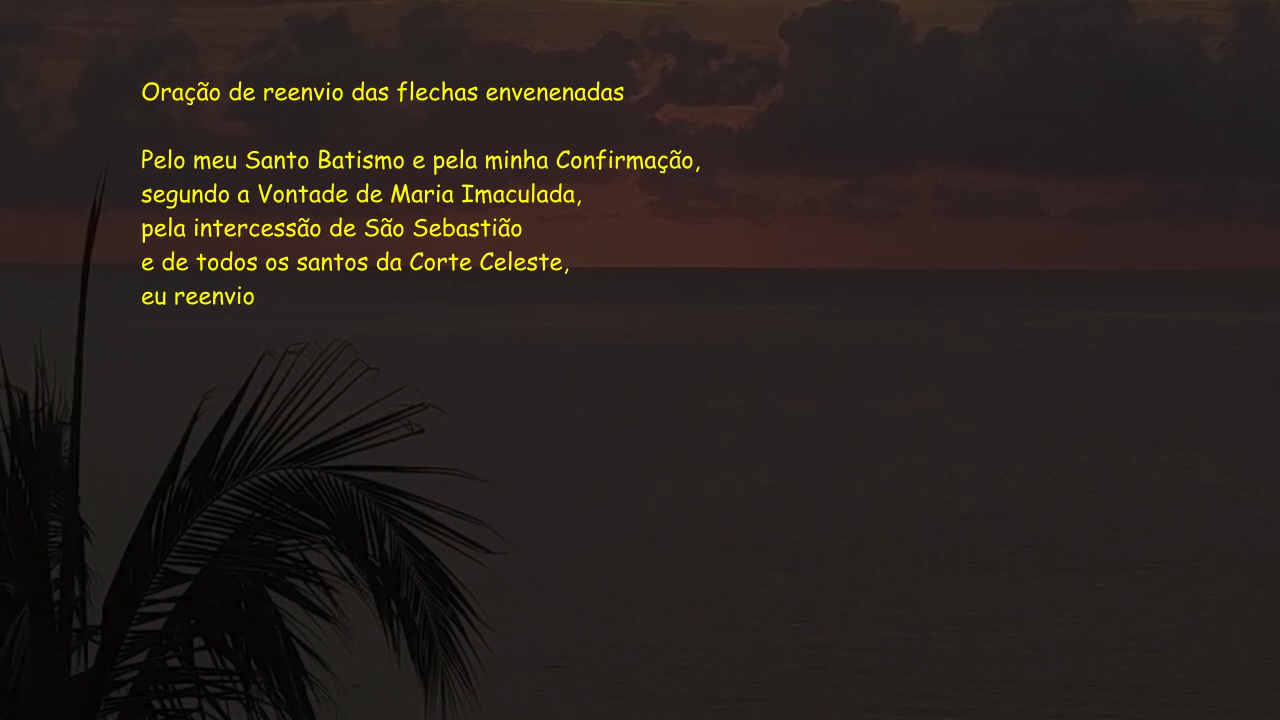 Oração de reenvio das flechas envenenadas
Pelo meu Santo Batismo e pela minha Confirmação,
segundo a Vontade de Maria Imaculada,
pela intercessão de São Sebastião
e de todos os santos da Corte Celeste,
eu reenvio